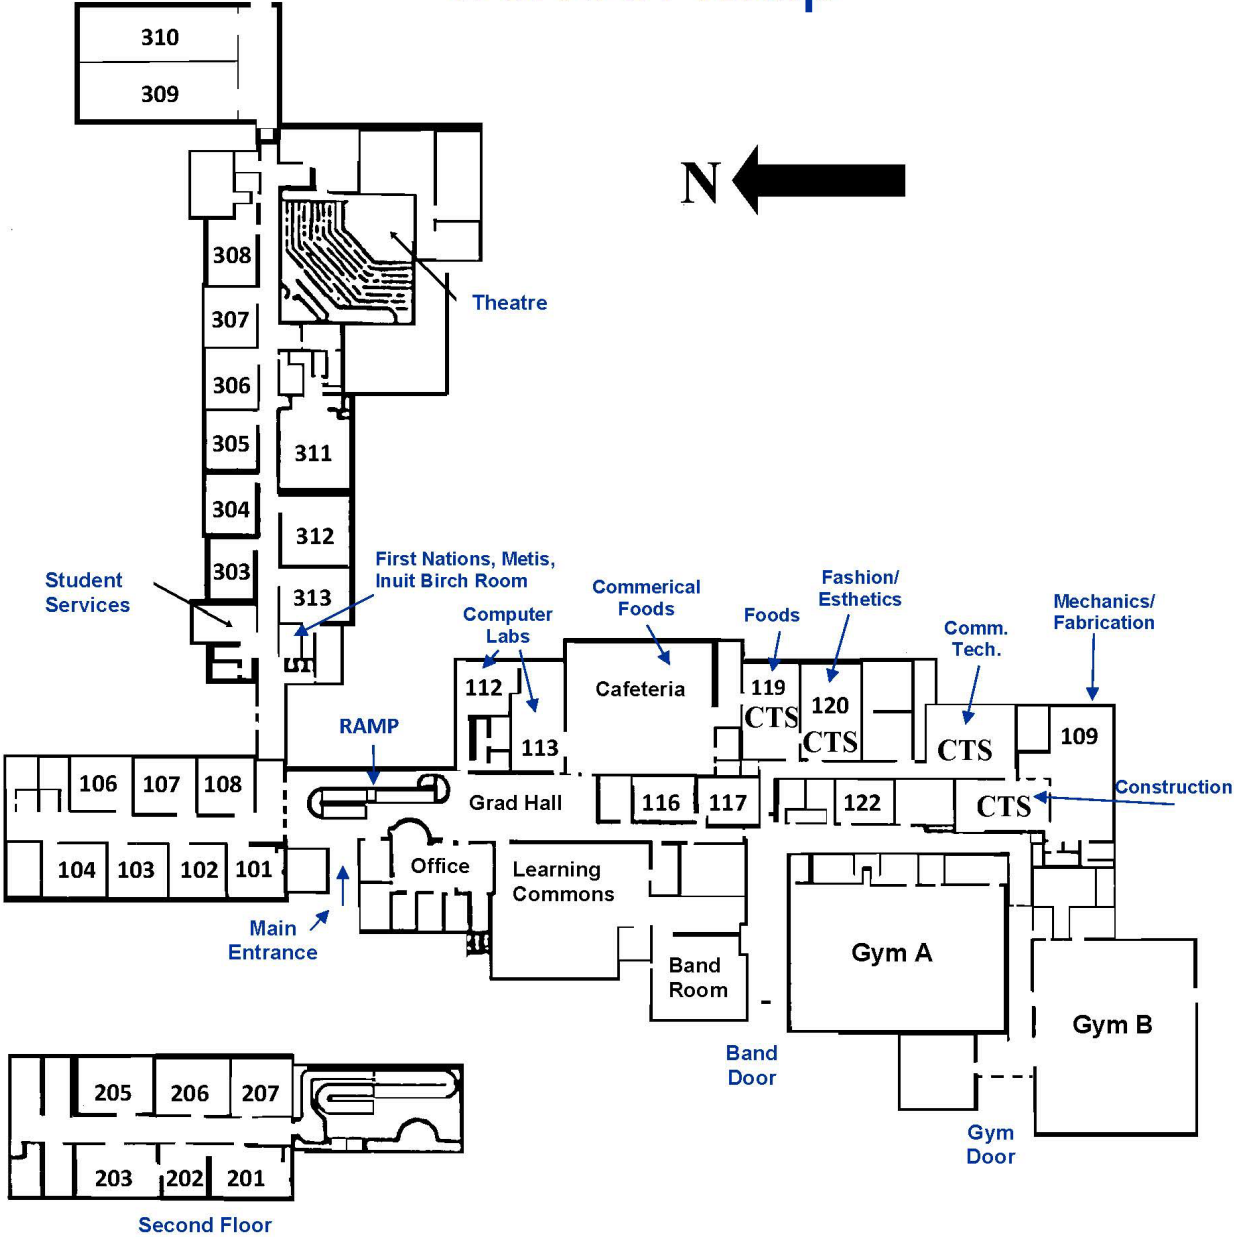 310
309
N
308
Theatre
307
306
305
311
304
312
First Nations, Metis,
Inuit Birch Room
303
313
Student
Services
Computer
Labs
Commerical
Foods
Foods
Fashion/
Esthetics
Comm.
Tech.
Mechanics/
Fabrication
112
113
Cafeteria
119
CTS
120
CTS
CTS
109
RAMP
106
107
108
Grad Hall
116
117
122
CTS
Construction
104
103
102
101
Office
Learning
Commons
Main
Entrance
Band
Room
Gym A
Gym B
Band
Door
Gym
Door
205
206
207
203
202
201
Second Floor